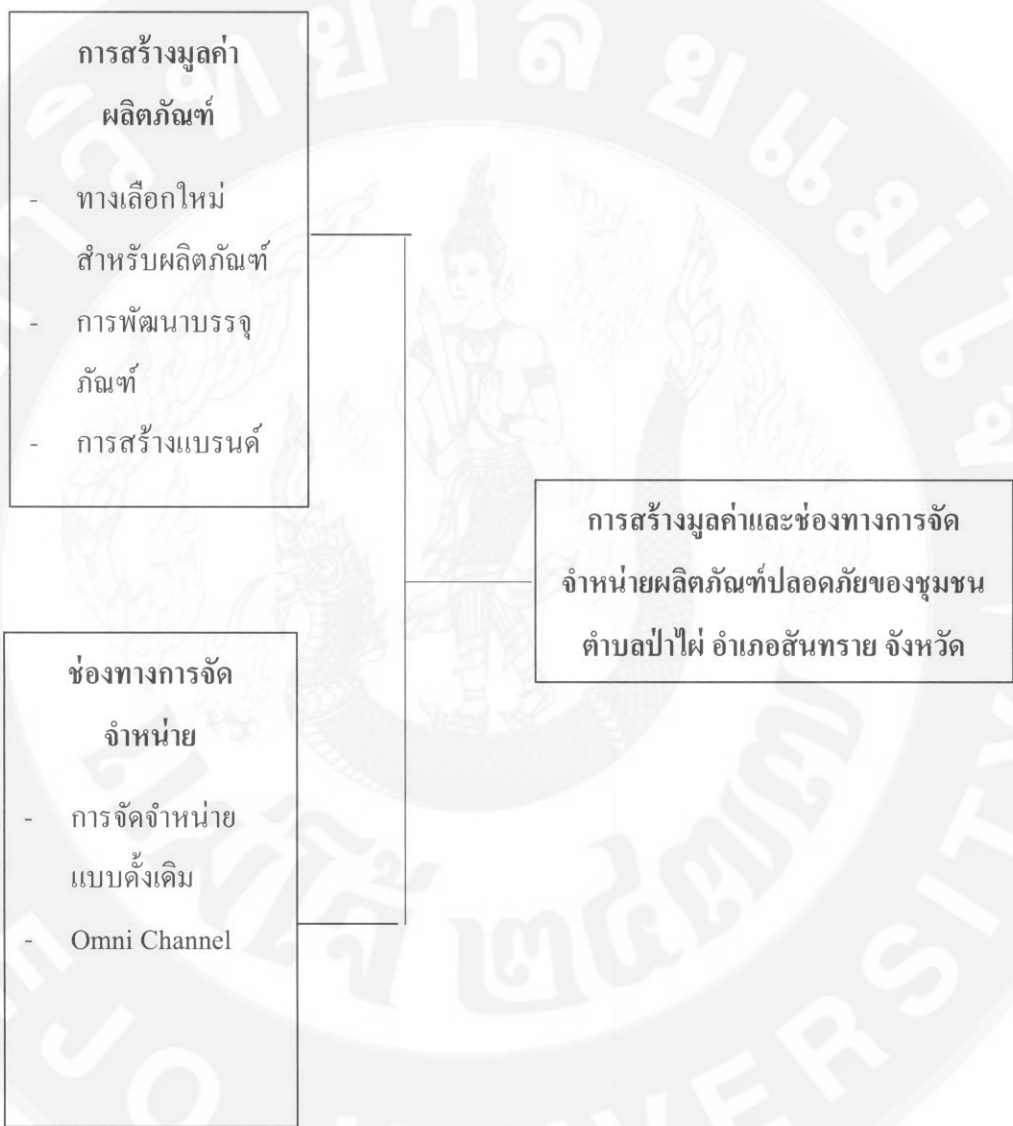 การสร้างมูลค่า
ผลิตภัณฑ์
- ทางเลือกใหม่
สำหรับผลิตภัณฑ์
- การพัฒนาบรรจุ
ภัณฑ์
- การสร้างแบรนด์
การสร้างมูลค่าและช่องทางการจัด
จำหน่ายผลิตภัณฑ์ปลอดภัยของชุมชน
ตำบลป่าไผ่ อำเภอสันทราย จังหวัด
ช่องทางการจัด
จำหน่าย
- การจัดจำหน่าย
แบบดั้งเดิม
- Omni Channel